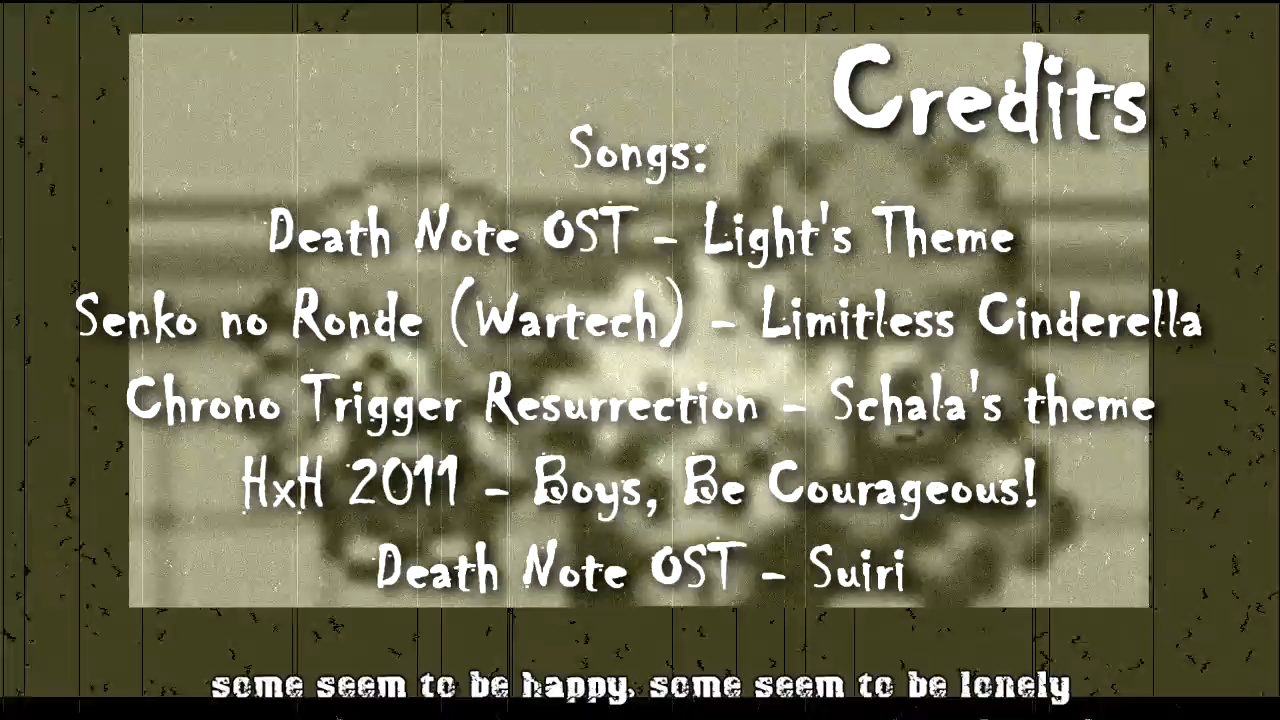 Credits
Songs:
Death Note OST - Light's Theme
Senko no Ronde (Wartech) - Limitless Cinderella
Chrono Trigger Resurrection - Schala's theme
HxH 2011 - Boys, Be Courageous!
Death Note OST - Suiri
some seem to be happy, some seem to be lonely